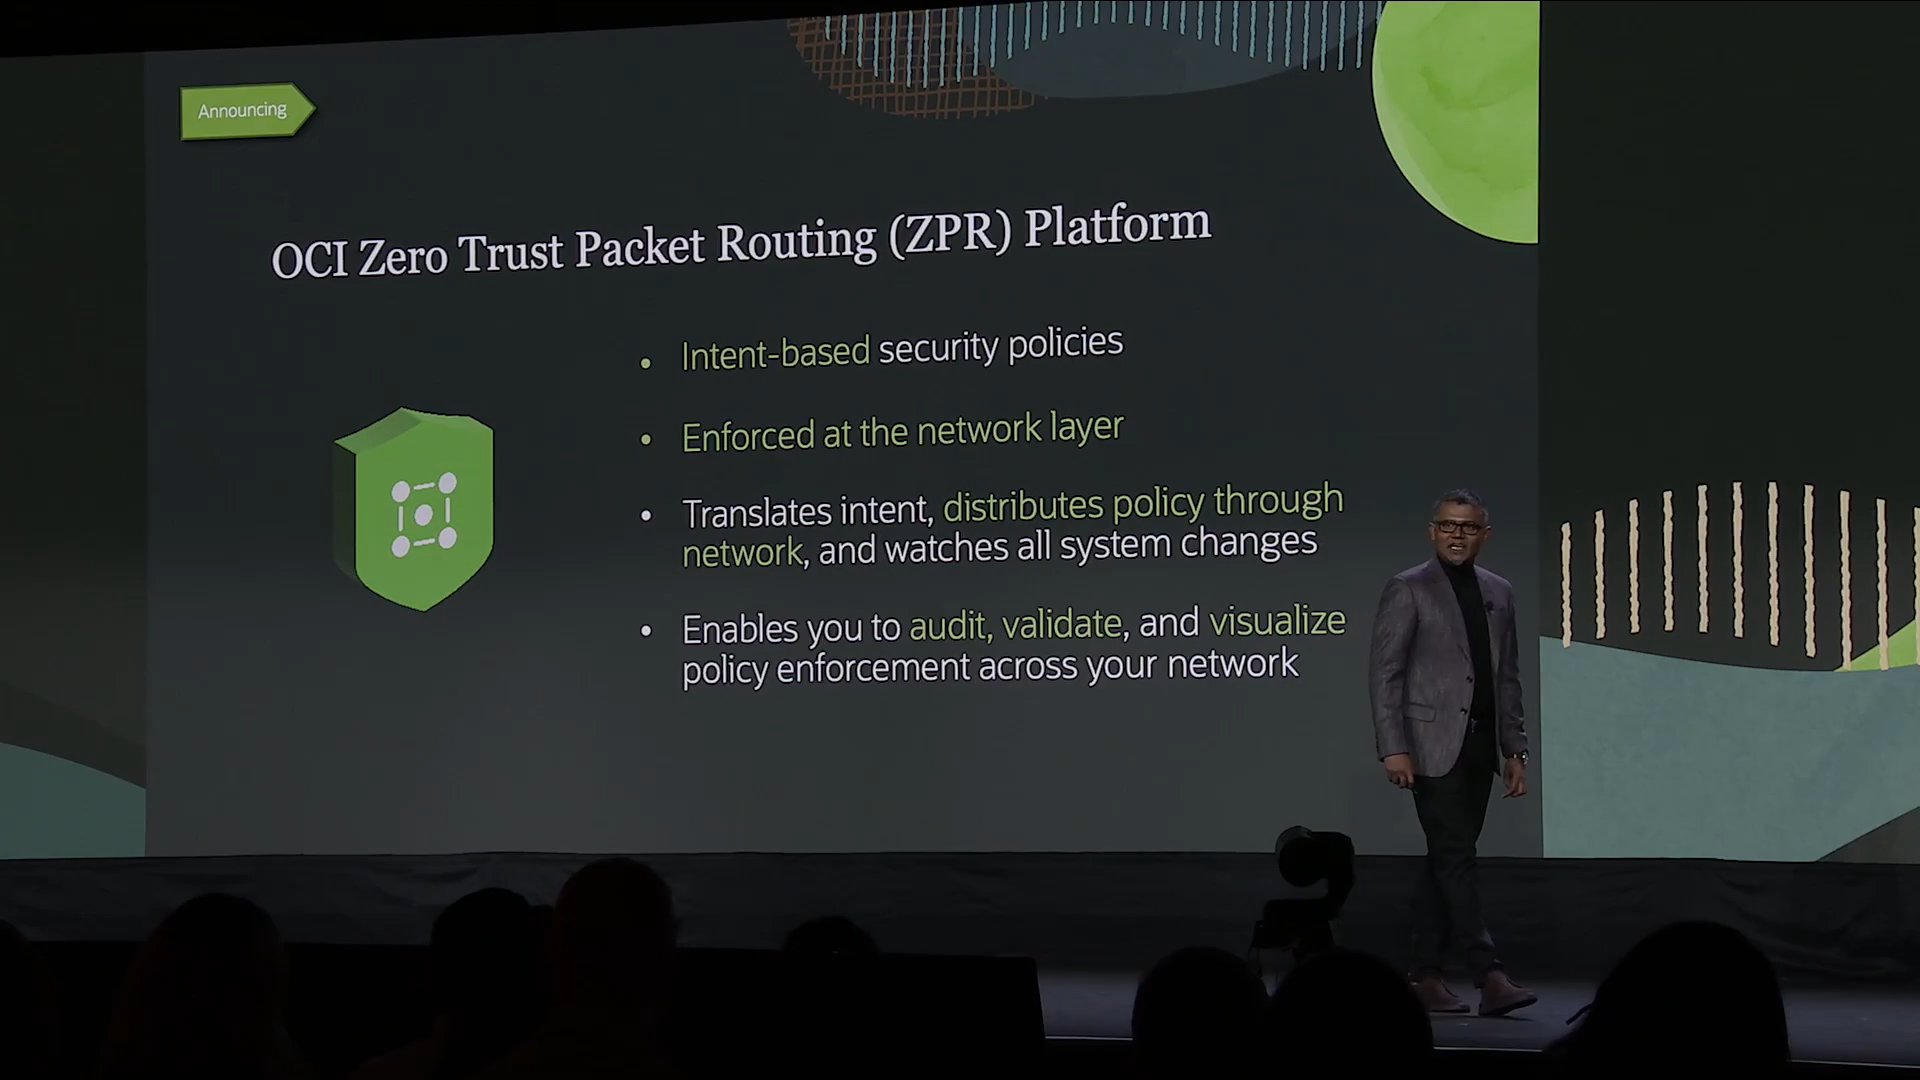 Announcing
OCI Zero Trust Packet Routing (ZPR) Platform
• Intent-based security policies
• Enforced at the network layer
• Translates intent, distributes policy through
network, and watches all system changes
• Enables you to audit, validate, and visualize
policy enforcement across your network